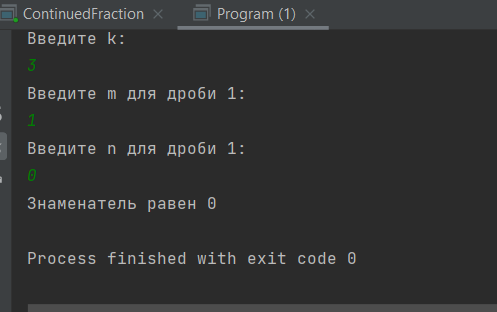 ContinuedFraction Program (1)
Введите k:
3
Введите m для дроби 1:
1
Введите n для дроби 1:
0
Знаменатель равен 0
Process finished with exit code 0